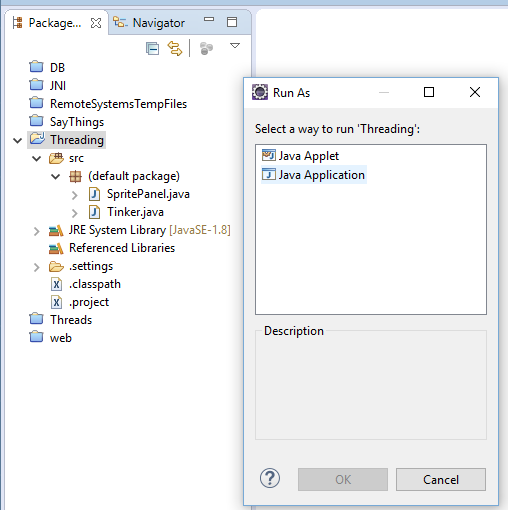 Package...
Navigator
DB
JNI
RemoteSystemsTempFiles
SayThings
Threading
src
(default package)
SpritePanel.java
Tinker.java
JRE System Library [JavaSE-1.8]
Referenced Libraries
.settings
.classpath
.project
Threads
web
Run As
Select a way to run 'Threading':
Java Applet
Java Application
Description
OK
Cancel